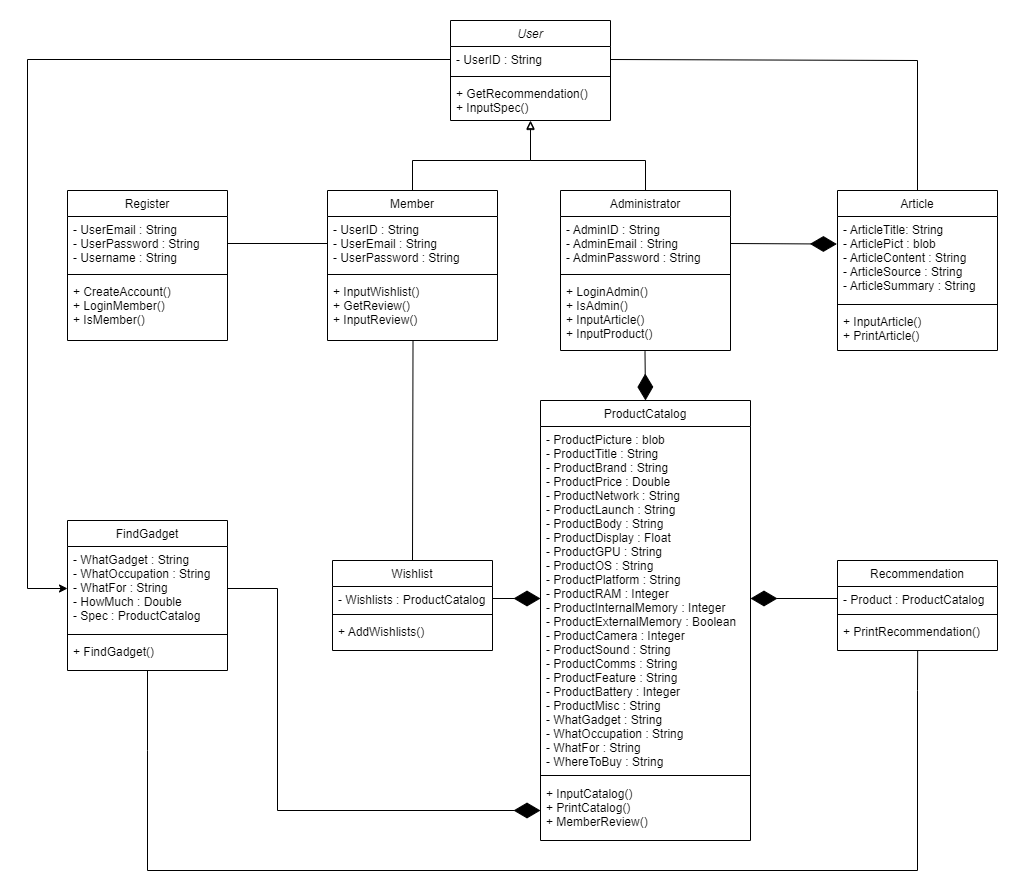 User
- UserID : String
+ GetRecommendation()
+ InputSpec()
Register
- UserEmail : String
- UserPassword : String
- Username : String
+ CreateAccount()
+ LoginMember()
+ IsMember()
Member
- UserID : String
- UserEmail : String
- UserPassword : String
+ InputWishlist()
+ GetReview()
+ InputReview()
Administrator
- AdminID : String
- AdminEmail : String
- AdminPassword : String
+ LoginAdmin()
+ IsAdmin()
+ InputArticle()
+ InputProduct()
Article
- ArticleTitle: String
- ArticlePict : blob
- ArticleContent : String
- ArticleSource : String
- ArticleSummary : String
+ InputArticle()
+ PrintArticle()
ProductCatalog
- ProductPicture : blob
- ProductTitle : String
- ProductBrand : String
- ProductPrice : Double
- ProductNetwork : String
- ProductLaunch : String
- ProductBody : String
- ProductDisplay : Float
- ProductGPU : String
- ProductOS : String
- ProductPlatform : String
- ProductRAM : Integer
- ProductInternalMemory : Integer
- ProductExternalMemory : Boolean
- ProductCamera : Integer
- ProductSound : String
- ProductComms : String
- ProductFeature : String
- ProductBattery : Integer
- ProductMisc : String
- WhatGadget : String
- WhatOccupation : String
- WhatFor : String
- WhereToBuy : String
+ InputCatalog()
+ PrintCatalog()
+ MemberReview()
FindGadget
- WhatGadget : String
- WhatOccupation : String
- WhatFor : String
- HowMuch : Double
- Spec : ProductCatalog
+ FindGadget()
Wishlist
- Wishlists : ProductCatalog
+ AddWishlists()
Recommendation
- Product : ProductCatalog
+ PrintRecommendation()